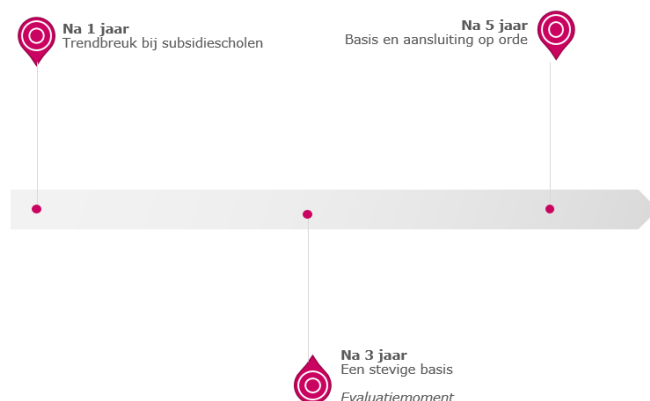 Na 1 jaar
Trendbreuk bij subsidiescholen
Na 5 jaar
Basis en aansluiting op orde
Na 3 jaar
Een stevige basis
Evaluatiemoment